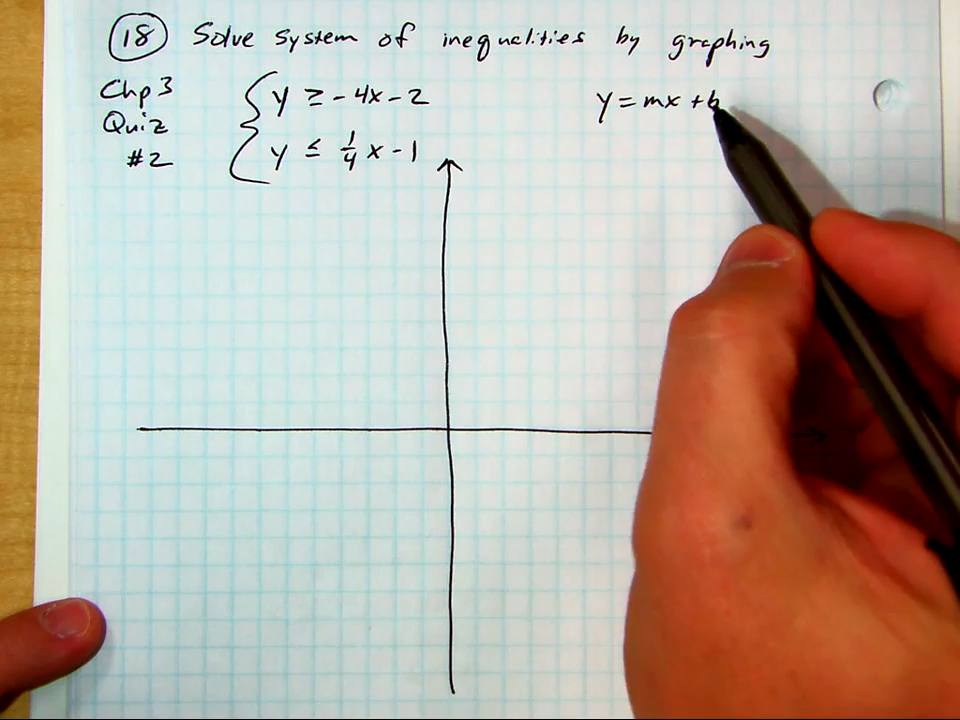 18 Solve system of inequalities by graphing
Chp 3
Quiz
#2
y ≥ -4x - 2
y ≤ 1/4 x - 1
y = mx + b